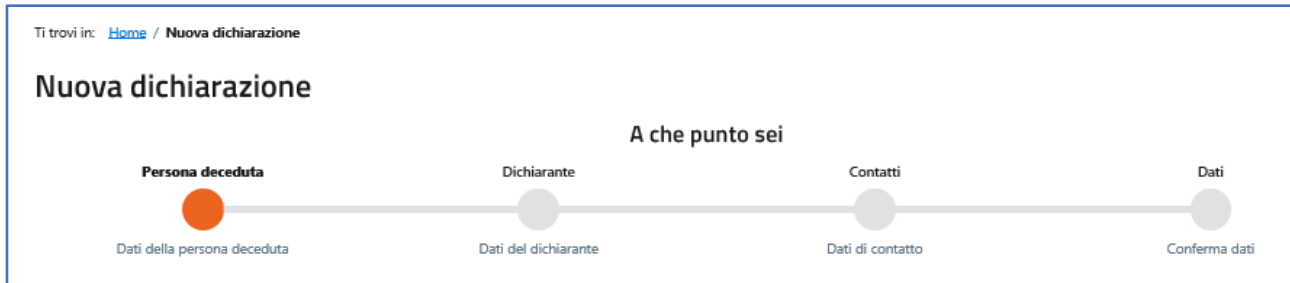 Ti trovi in: Home / Nuova dichiarazione
Nuova dichiarazione
A che punto sei
Persona deceduta
Dichiarante
Contatti
Dati
Dati della persona deceduta
Dati del dichiarante
Dati di contatto
Conferma dati